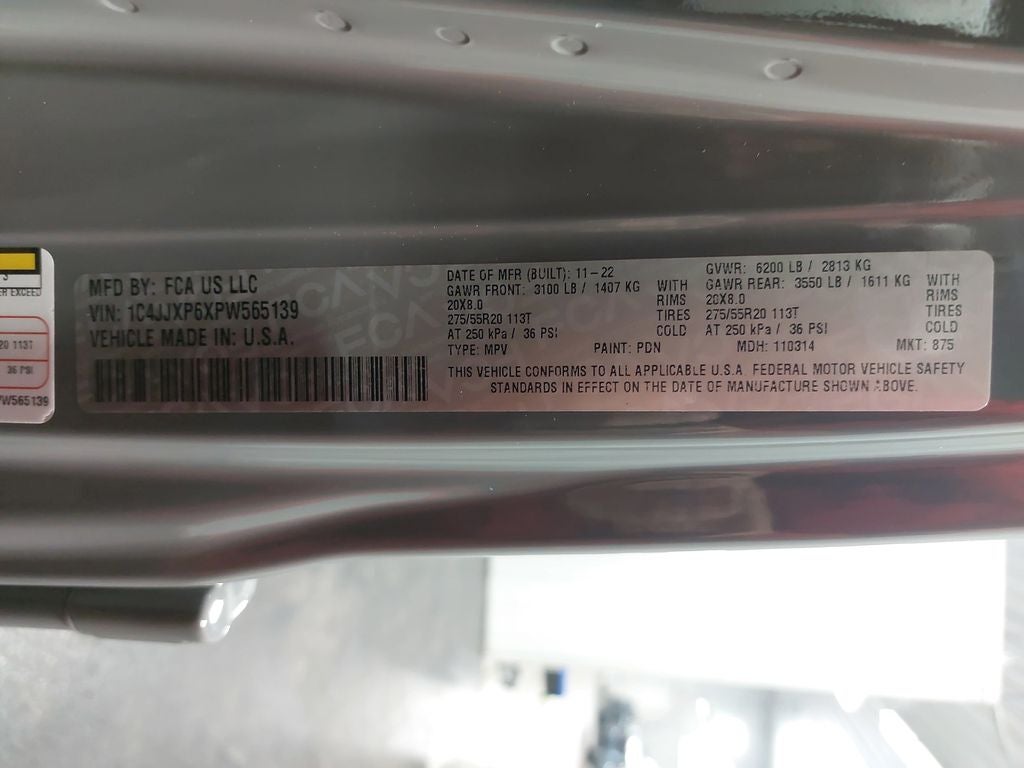 R EXCEED
20 113T
36 PSI
W565139
MFD BY: FCA US LLC
VIN: 1C4JJXP6XPW565139
VEHICLE MADE IN: U.S.A.
DATE OF MFR (BUILT): 11-22
GAWR FRONT: 3100 LB / 1407 KG WITH
20X8.0 RIMS
275/55R20 113T TIRES
AT 250 kPa / 36 PSI COLD
TYPE: MPV PAINT: PDN
GVWR: 6200 LB / 2813 KG
GAWR REAR: 3550 LB / 1611 KG WITH
20X8.0 RIMS
275/55R20 113T TIRES
AT 250 kPa / 36 PSI COLD
MDH: 110314 MKT: 875
THIS VEHICLE CONFORMS TO ALL APPLICABLE U.S.A. FEDERAL MOTOR VEHICLE SAFETY
STANDARDS IN EFFECT ON THE DATE OF MANUFACTURE SHOWN ABOVE.